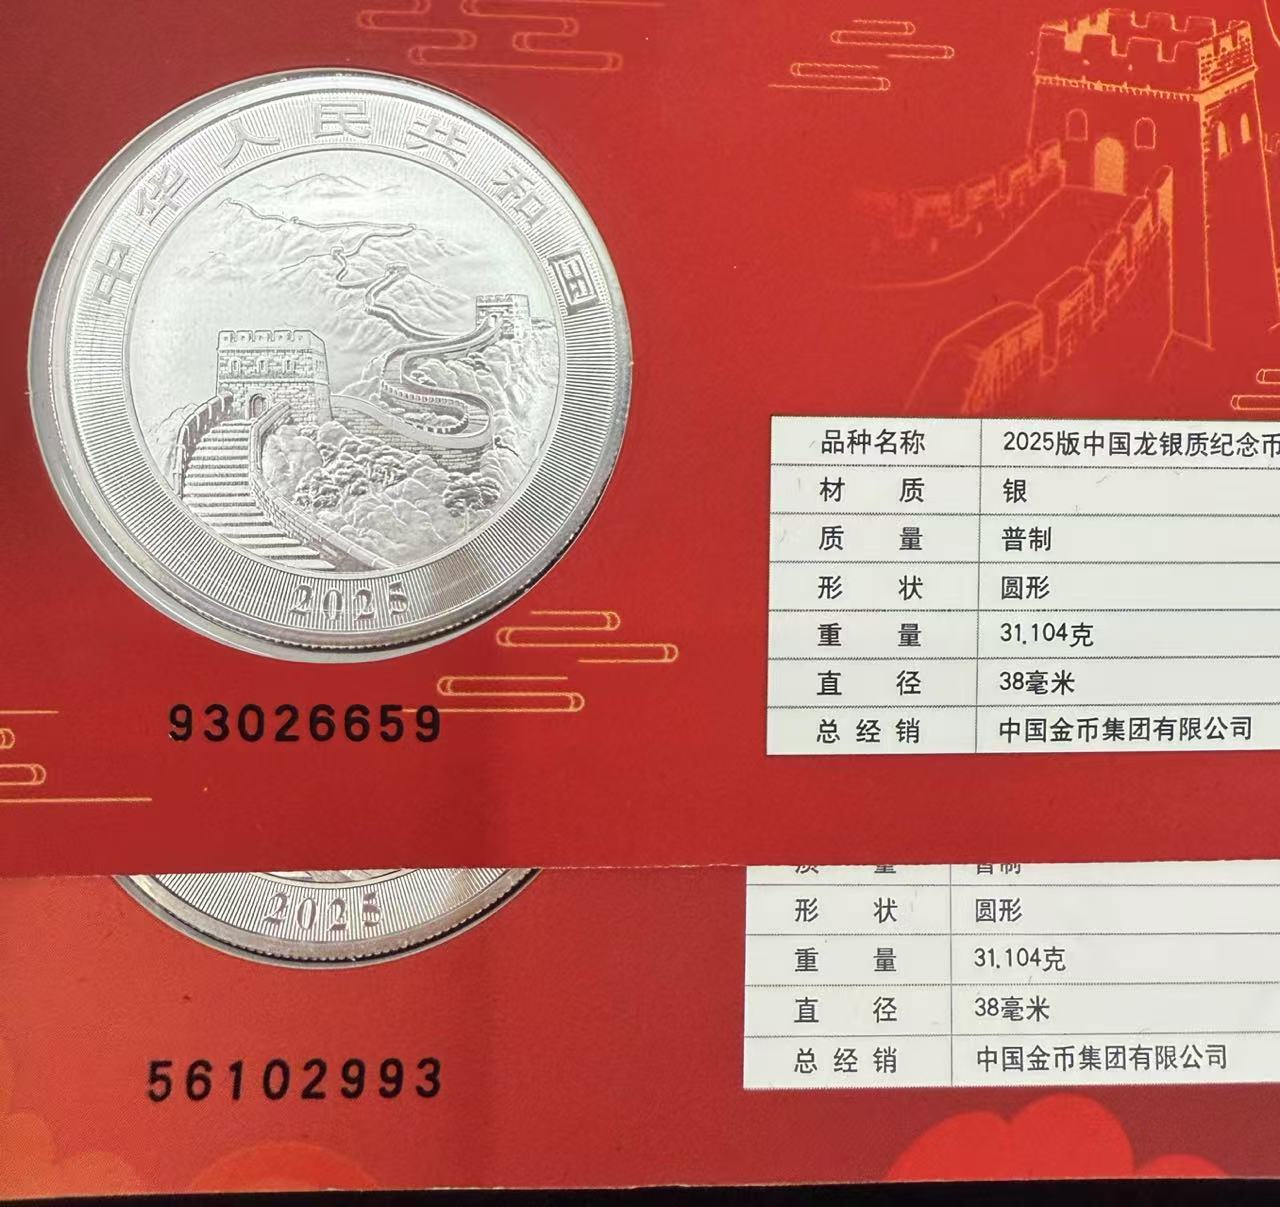 中华人民共和国
2025
93026659
品种名称 2025版中国龙银质纪念币
材 质 银
质 量 普制
形 状 圆形
重 量 31.104克
直 径 38毫米
总经销 中国金币集团有限公司
2025
56102993
质 量 普制
形 状 圆形
重 量 31.104克
直 径 38毫米
总经销 中国金币集团有限公司